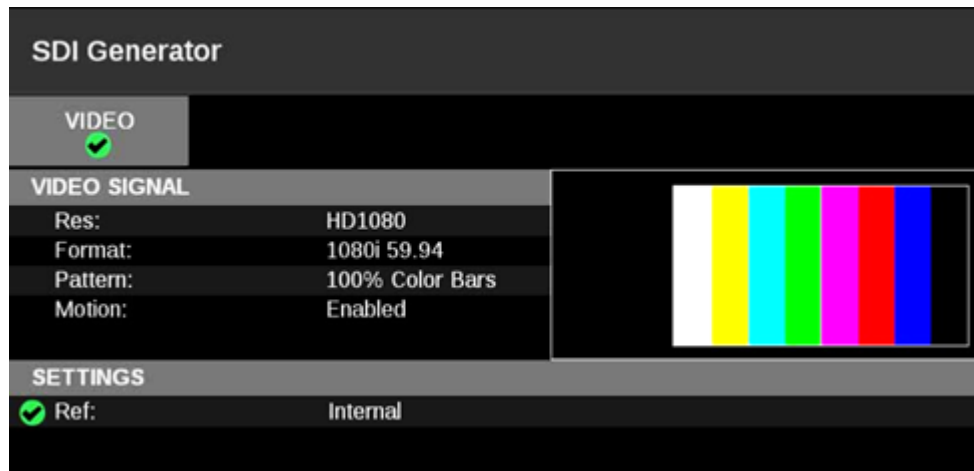 SDI Generator
VIDEO
VIDEO SIGNAL
Res: HD1080
Format: 1080i 59.94
Pattern: 100% Color Bars
Motion: Enabled
SETTINGS
Ref: Internal